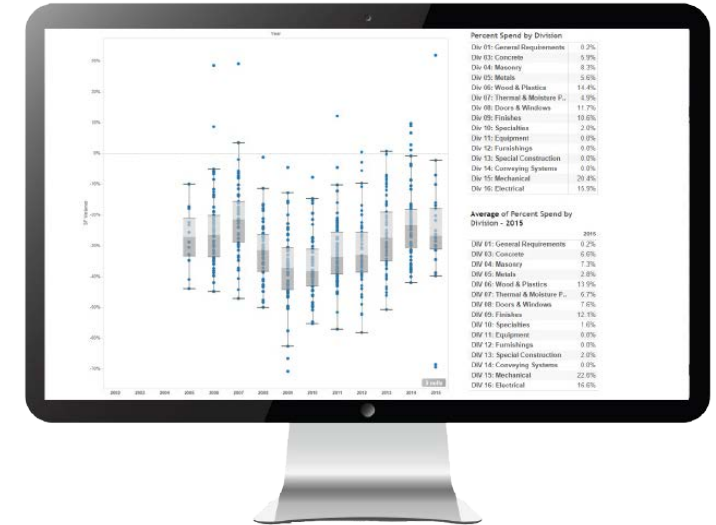 Year
30%
20%
10%
0%
-10%
-20%
-30%
-40%
-50%
-60%
-70%
SF Variance
2002 2003 2004 2005 2006 2007 2008 2009 2010 2011 2012 2013 2014 2015
Percent Spend by Division
Div 01: General Requirements 0.2%
Div 03: Concrete 5.9%
Div 04: Masonry 8.3%
Div 05: Metals 5.6%
Div 06: Wood & Plastics 14.4%
Div 07: Thermal & Moisture P.. 4.9%
Div 08: Doors & Windows 11.7%
Div 09: Finishes 10.6%
Div 10: Specialties 2.0%
Div 11: Equipment 0.0%
Div 12: Furnishings 0.0%
Div 13: Special Construction 0.0%
Div 14: Conveying Systems 0.0%
Div 15: Mechanical 20.4%
Div 16: Electrical 15.9%
Average of Percent Spend by
Division - 2015
2015
DIV 01: General Requirements 0.2%
DIV 03: Concrete 6.6%
DIV 04: Masonry 7.3%
DIV 05: Metals 2.8%
DIV 06: Wood & Plastics 13.9%
DIV 07: Thermal & Moisture P.. 6.7%
DIV 08: Doors & Windows 7.6%
DIV 09: Finishes 12.1%
DIV 10: Specialties 1.6%
DIV 11: Equipment 0.0%
DIV 12: Furnishings 0.0%
DIV 13: Special Construction 2.0%
DIV 14: Conveying Systems 0.0%
DIV 15: Mechanical 22.6%
DIV 16: Electrical 16.6%